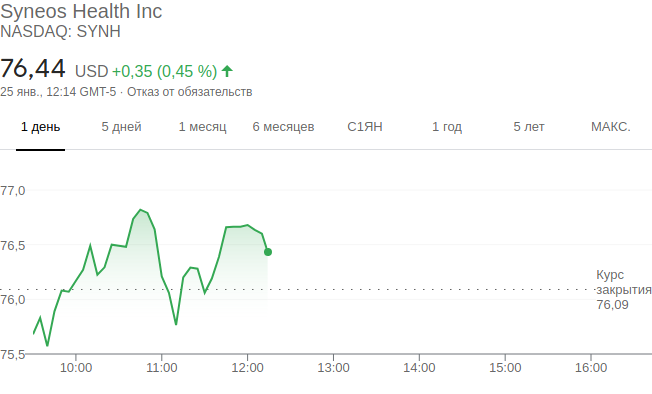 Syneos Health Inc
NASDAQ: SYNH
76,44 USD +0,35 (0,45 %)
25 янв., 12:14 GMT-5 · Отказ от обязательств
1 день 5 дней 1 месяц 6 месяцев С1ЯН 1 год 5 лет МАКС.
77,0
76,5
Курс
закрытия
76,0
76,09
75,5
10:00 11:00 12:00 13:00 14:00 15:00 16:00